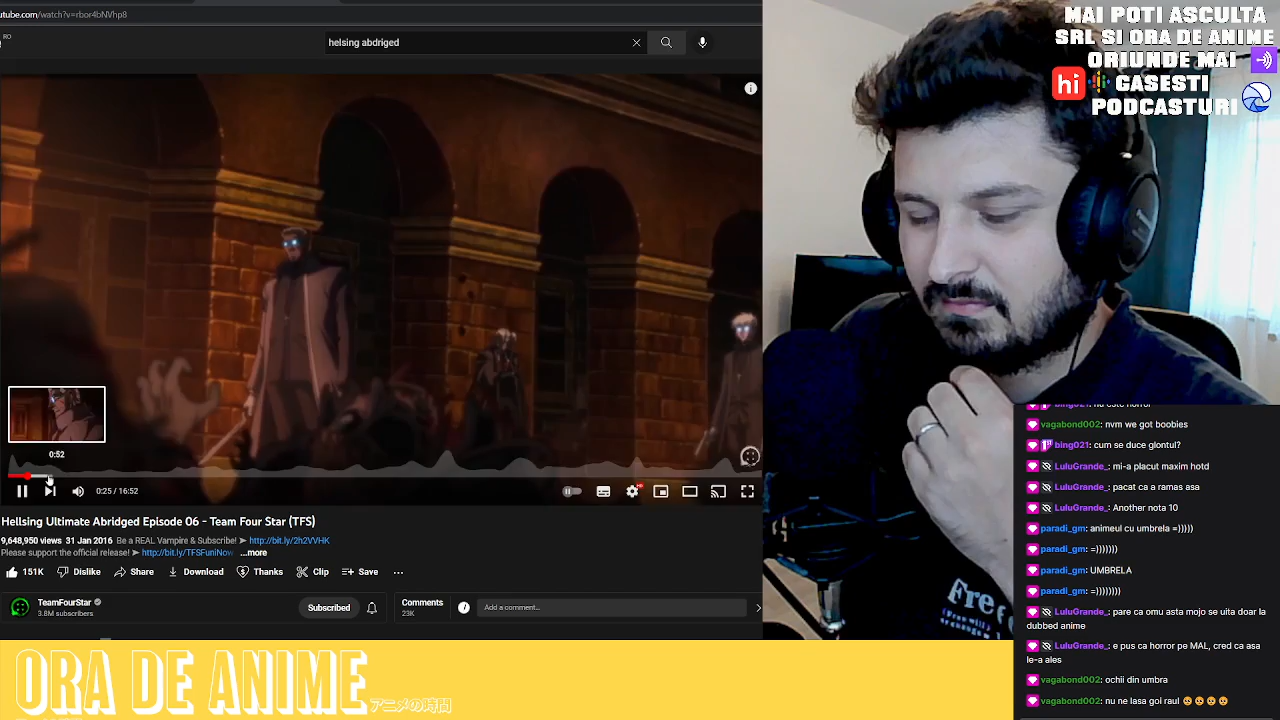 utube.com/watch?v=rbor4bNVhp8
RO
helsing abdriged
MAI POTI ASCULTA
SRL SI ORA DE ANIME
ORIUNDE MAI
hi GASESTI
PODCASTURI
0:52
0:25 / 16:52
Hellsing Ultimate Abridged Episode 06 - Team Four Star (TFS)
9,648,950 views 31 Jan 2016 Be a REAL Vampire & Subscribe! ➤ http://bit.ly/2h2VVHK
Please support the official release! ➤ http://bit.ly/TFSFuniNow ...more
151K Dislike Share Download Thanks Clip Save ...
TeamFourStar
3.8M subscribers
Subscribed
Comments
23K
Add a comment...
Free
vagabond002: nvm we got boobies
bing021: cum se duce glontul?
LuluGrande_: mi-a placut maxim hotd
LuluGrande_: pacat ca a ramas asa
LuluGrande_: Another nota 10
paradi_gm: animeul cu umbrela =)))))
paradi_gm: =)))))))
paradi_gm: UMBRELA
paradi_gm: =))))))))
LuluGrande_: pare ca omu asta mojo se uita doar la
dubbed anime
LuluGrande_: e pus ca horror pe MAL, cred ca asa
le-a ales
vagabond002: ochii din umbra
vagabond002: nu ne lasa gol raul
ORA DE ANIME
アニメの時間